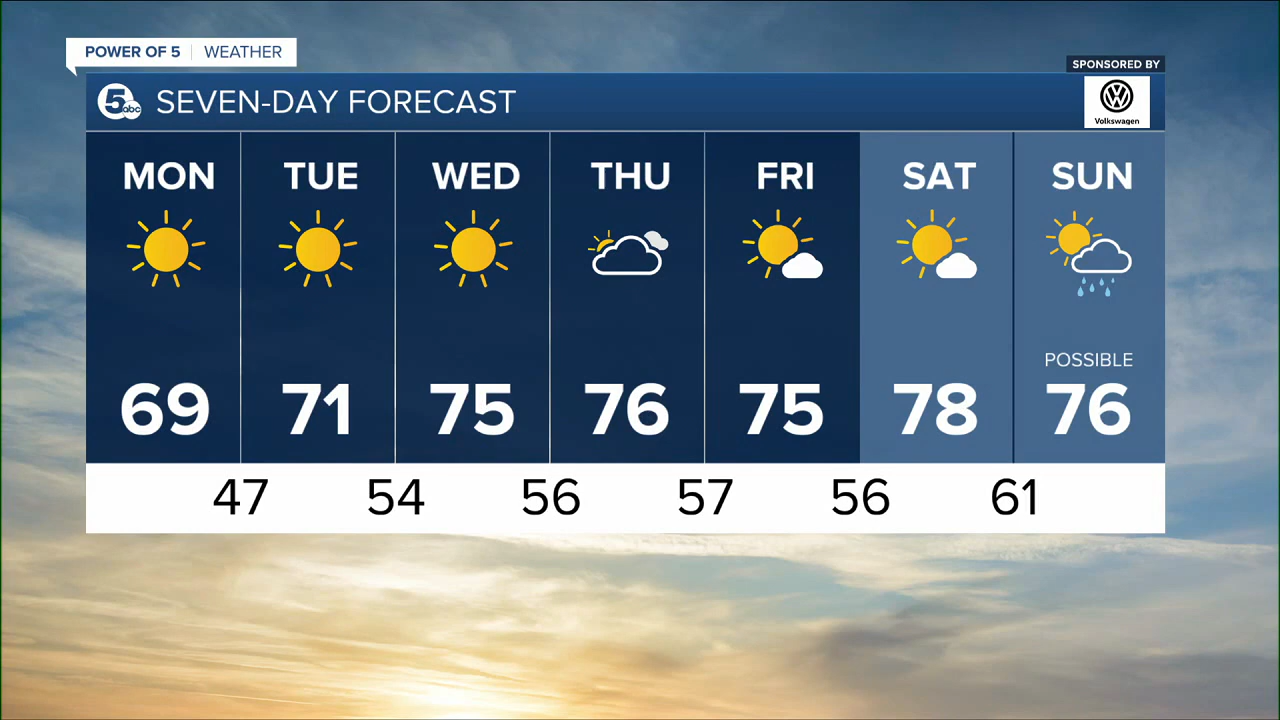 POWER OF 5 | WEATHER
SPONSORED BY
5 abc SEVEN-DAY FORECAST
Volkswagen
MON TUE WED THU FRI SAT SUN
POSSIBLE
69 71 75 76 75 78 76
47 54 56 57 56 61